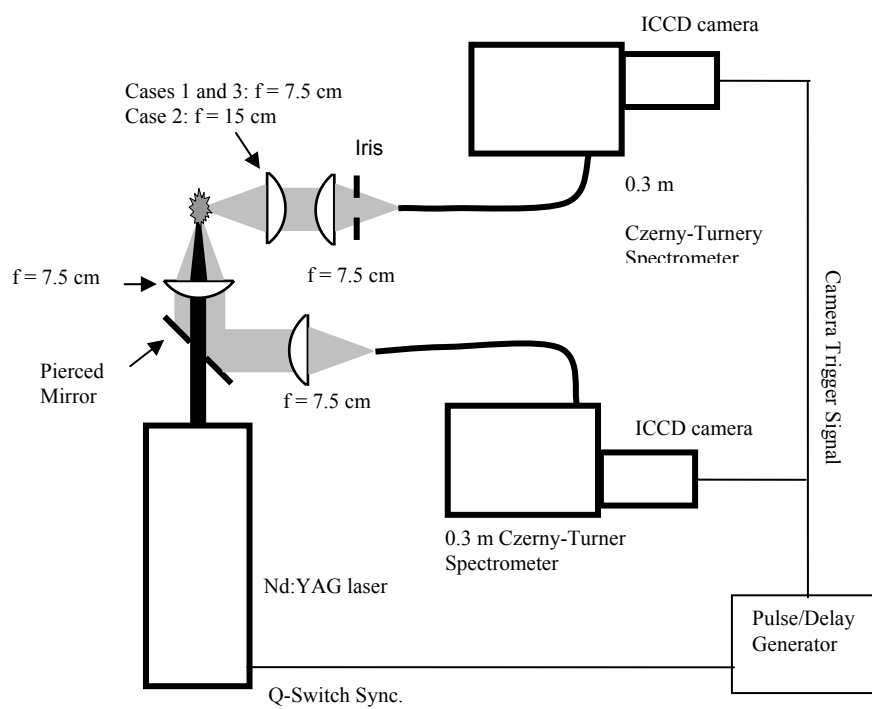 ICCD camera
Cases 1 and 3: f = 7.5 cm
Case 2: f = 15 cm
Iris
0.3 m
Czerny-Turnery
Spectrometer
f = 7.5 cm
f = 7.5 cm
Camera Trigger Signal
Pierced
Mirror
f = 7.5 cm
ICCD camera
0.3 m Czerny-Turner
Spectrometer
Nd:YAG laser
Pulse/Delay
Generator
Q-Switch Sync.